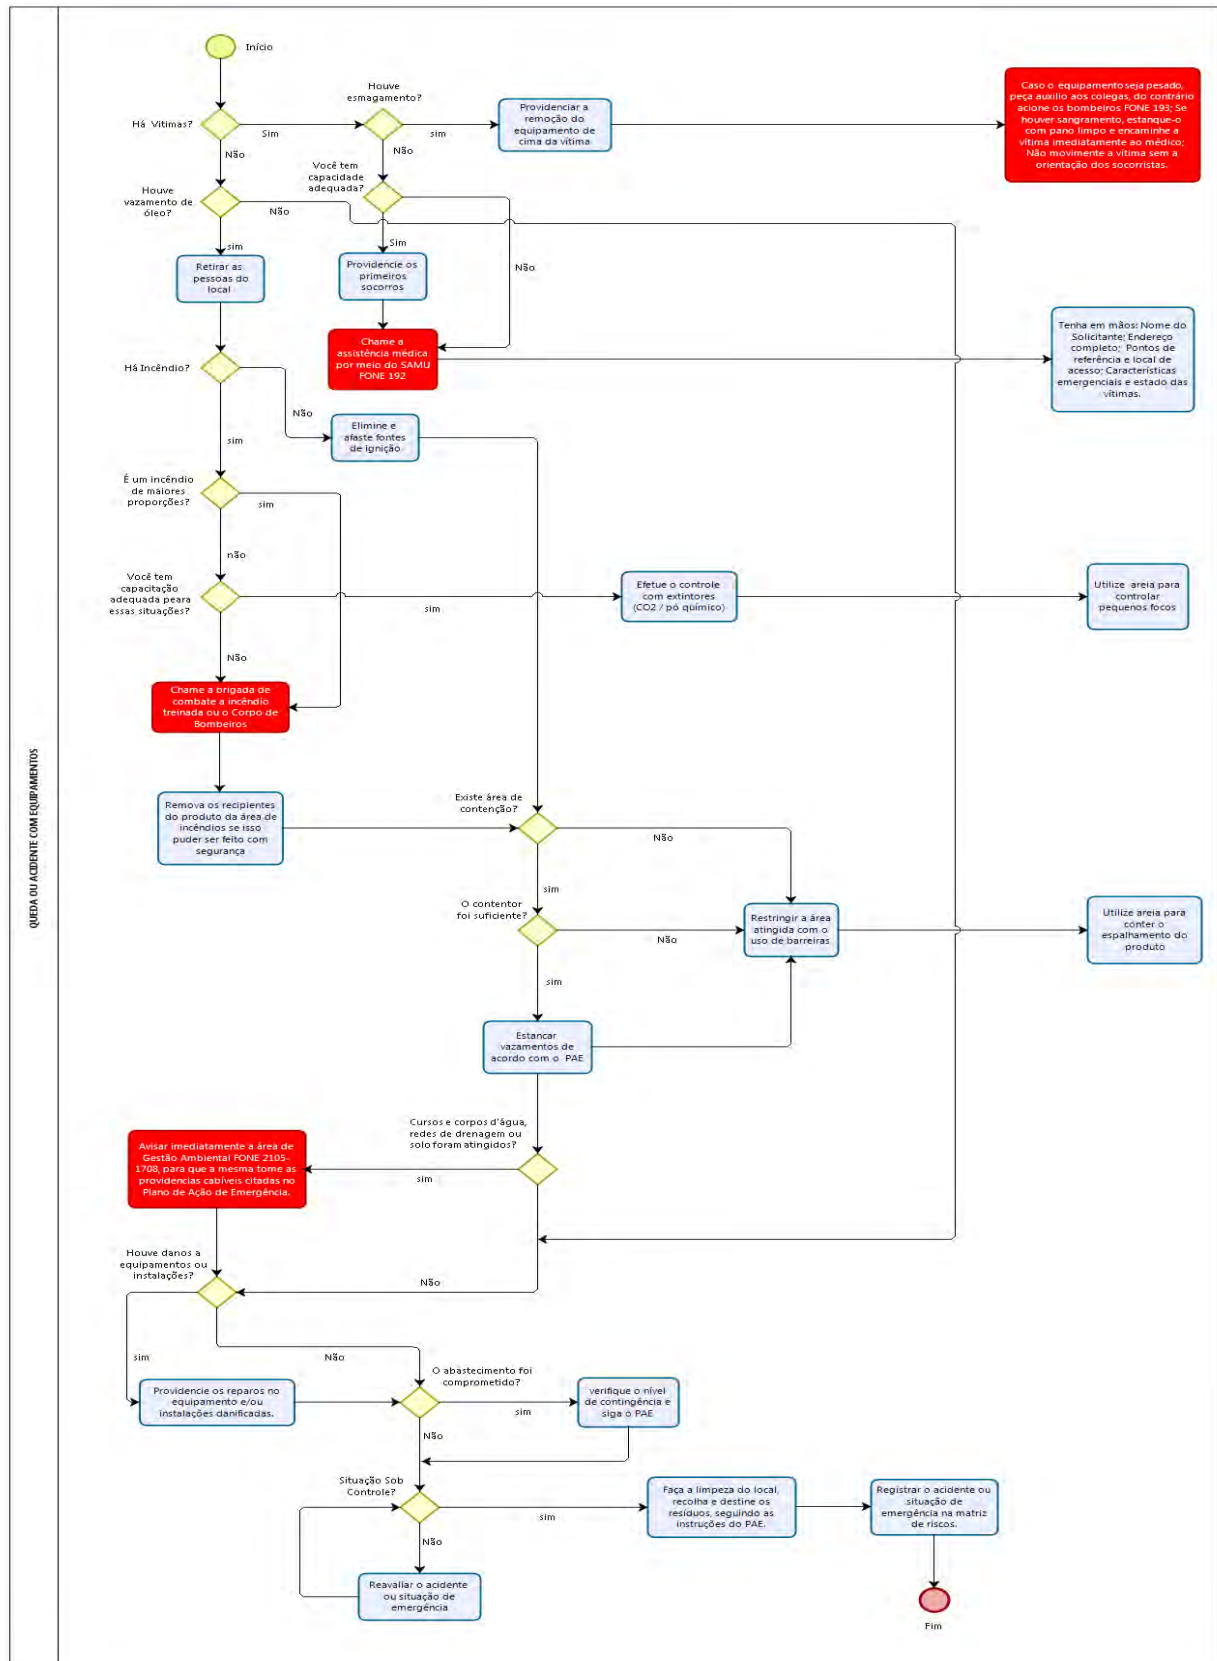 QUEDA OU ACIDENTE COM EQUIPAMENTOS
Início
Há Vitimas?
Sim
Não
Houve
esmagamento?
sim
Não
Providenciar a
remoção do
equipamento de
cima da vítima
Caso o equipamento seja pesado,
peça auxilio aos colegas, do contrário
acione os bombeiros FONE 193; Se
houver sangramento, estanque-o
com pano limpo e encaminhe a
vítima imediatamente ao médico;
Não movimente a vítima sem a
orientação dos socorristas.
Você tem
capacidade
adequada?
Sim
Não
Houve
vazamento de
óleo?
Não
sim
Retirar as
pessoas do
local
Providencie os
primeiros
socorros
Chame a
assistência médica
por meio do SAMU
FONE 192
Tenha em mãos: Nome do
Solicitante; Endereço
completo; Pontos de
referência e local de
acesso; Características
emergenciais e estado das
vítimas.
Há Incêndio?
Não
sim
Elimine e
afaste fontes
de ignição
É um incêndio
de maiores
proporções?
sim
não
Você tem
capacitação
adequada peara
essas situações?
sim
Não
Efetue o controle
com extintores
(CO2 / pó químico)
Utilize areia para
controlar
pequenos focos
Chame a brigada de
combate a incêndio
treinada ou o Corpo de
Bombeiros
Remova os recipientes
do produto da área de
incêndios se isso
puder ser feito com
segurança
Existe área de
contenção?
Não
sim
O contentor
foi suficiente?
Não
sim
Restringir a área
atingida com o
uso de barreiras
Utilize areia para
conter o
espalhamento do
produto
Estancar
vazamentos de
acordo com o PAE
Cursos e corpos d'água,
redes de drenagem ou
solo foram atingidos?
sim
Não
Avisar imediatamente a área de
Gestão Ambiental FONE 2105-
1708, para que a mesma tome as
providencias cabíveis citadas no
Plano de Ação de Emergência.
Houve danos a
equipamentos ou
instalações?
sim
Não
Providencie os reparos no
equipamento e/ou
instalações danificadas.
O abastecimento foi
comprometido?
sim
Não
verifique o nível
de contingência e
siga o PAE
Situação Sob
Controle?
sim
Não
Faça a limpeza do local,
recolha e destine os
resíduos, seguindo as
instruções do PAE.
Registrar o acidente ou
situação de
emergência na matriz
de riscos.
Reavaliar o acidente
ou situação de
emergência
Fim